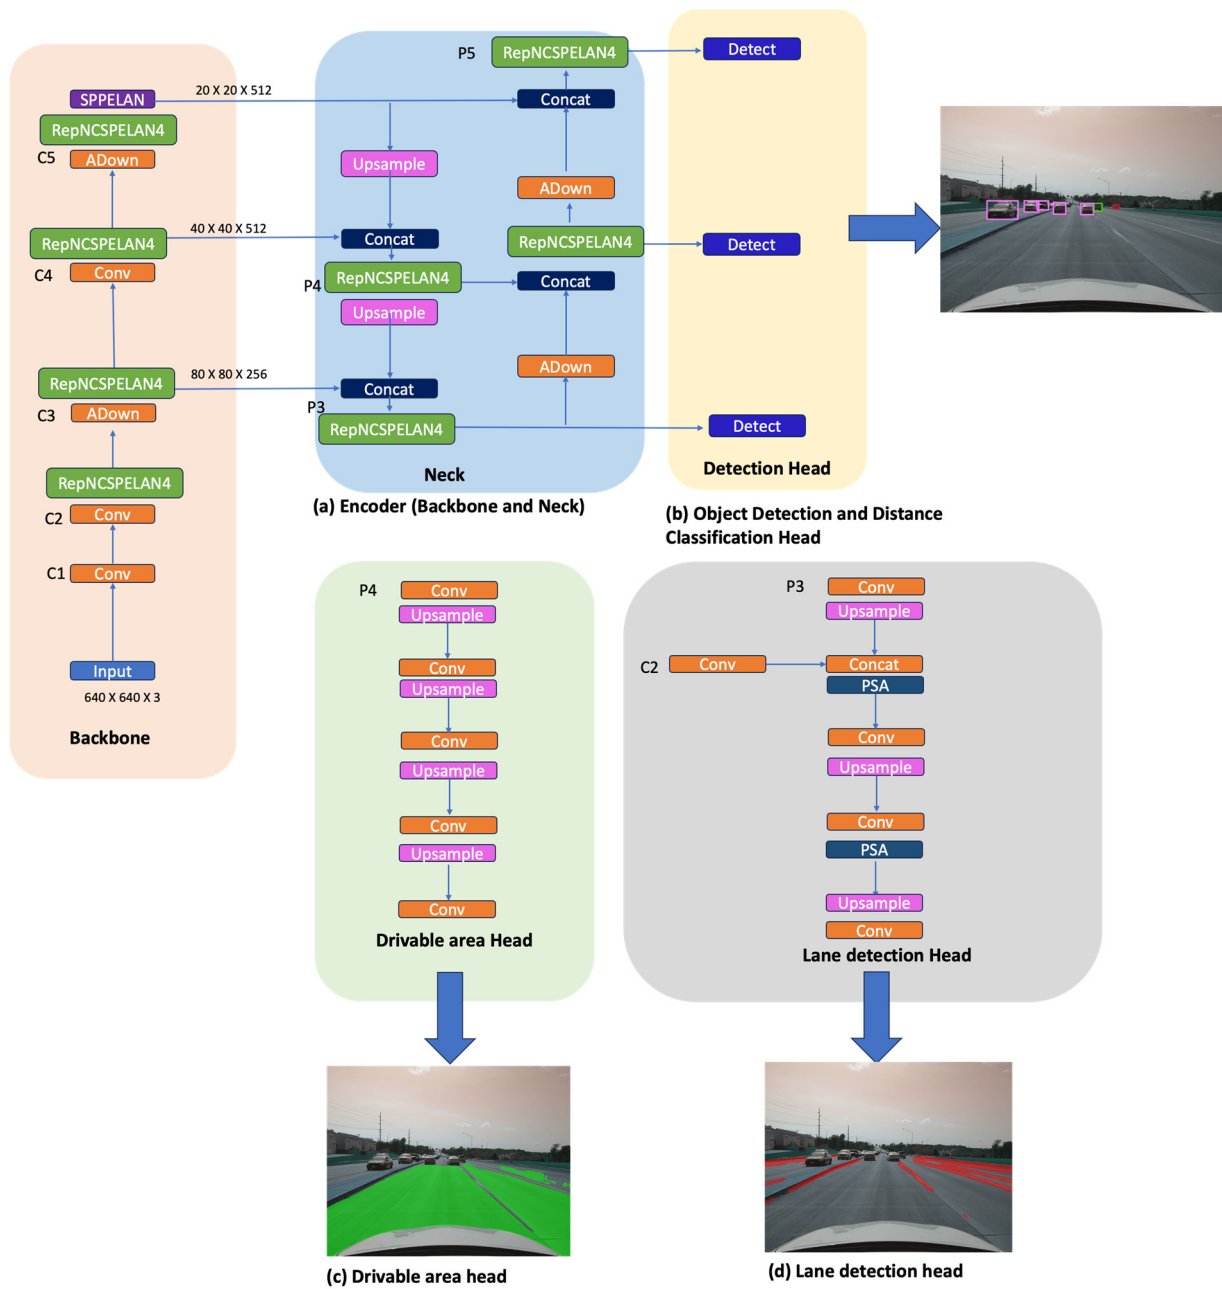 SPPELAN
RepNCSPELAN4
C5
ADown
RepNCSPELAN4
C4
Conv
RepNCSPELAN4
C3
ADown
RepNCSPELAN4
C2
Conv
C1
Conv
Input
640 X 640 X 3
Backbone
20 X 20 X 512
40 X 40 X 512
80 X 80 X 256
P5
RepNCSPELAN4
Concat
Upsample
ADown
Concat
RepNCSPELAN4
P4
RepNCSPELAN4
Concat
Upsample
ADown
Concat
P3
RepNCSPELAN4
Neck
(a) Encoder (Backbone and Neck)
Detect
Detect
Detect
Detection Head
(b) Object Detection and Distance
Classification Head
P4
Conv
Upsample
Conv
Upsample
Conv
Upsample
Conv
Upsample
Conv
Drivable area Head
P3
Conv
Upsample
C2
Conv
Concat
PSA
Conv
Upsample
Conv
PSA
Upsample
Conv
Lane detection Head
(c) Drivable area head
(d) Lane detection head